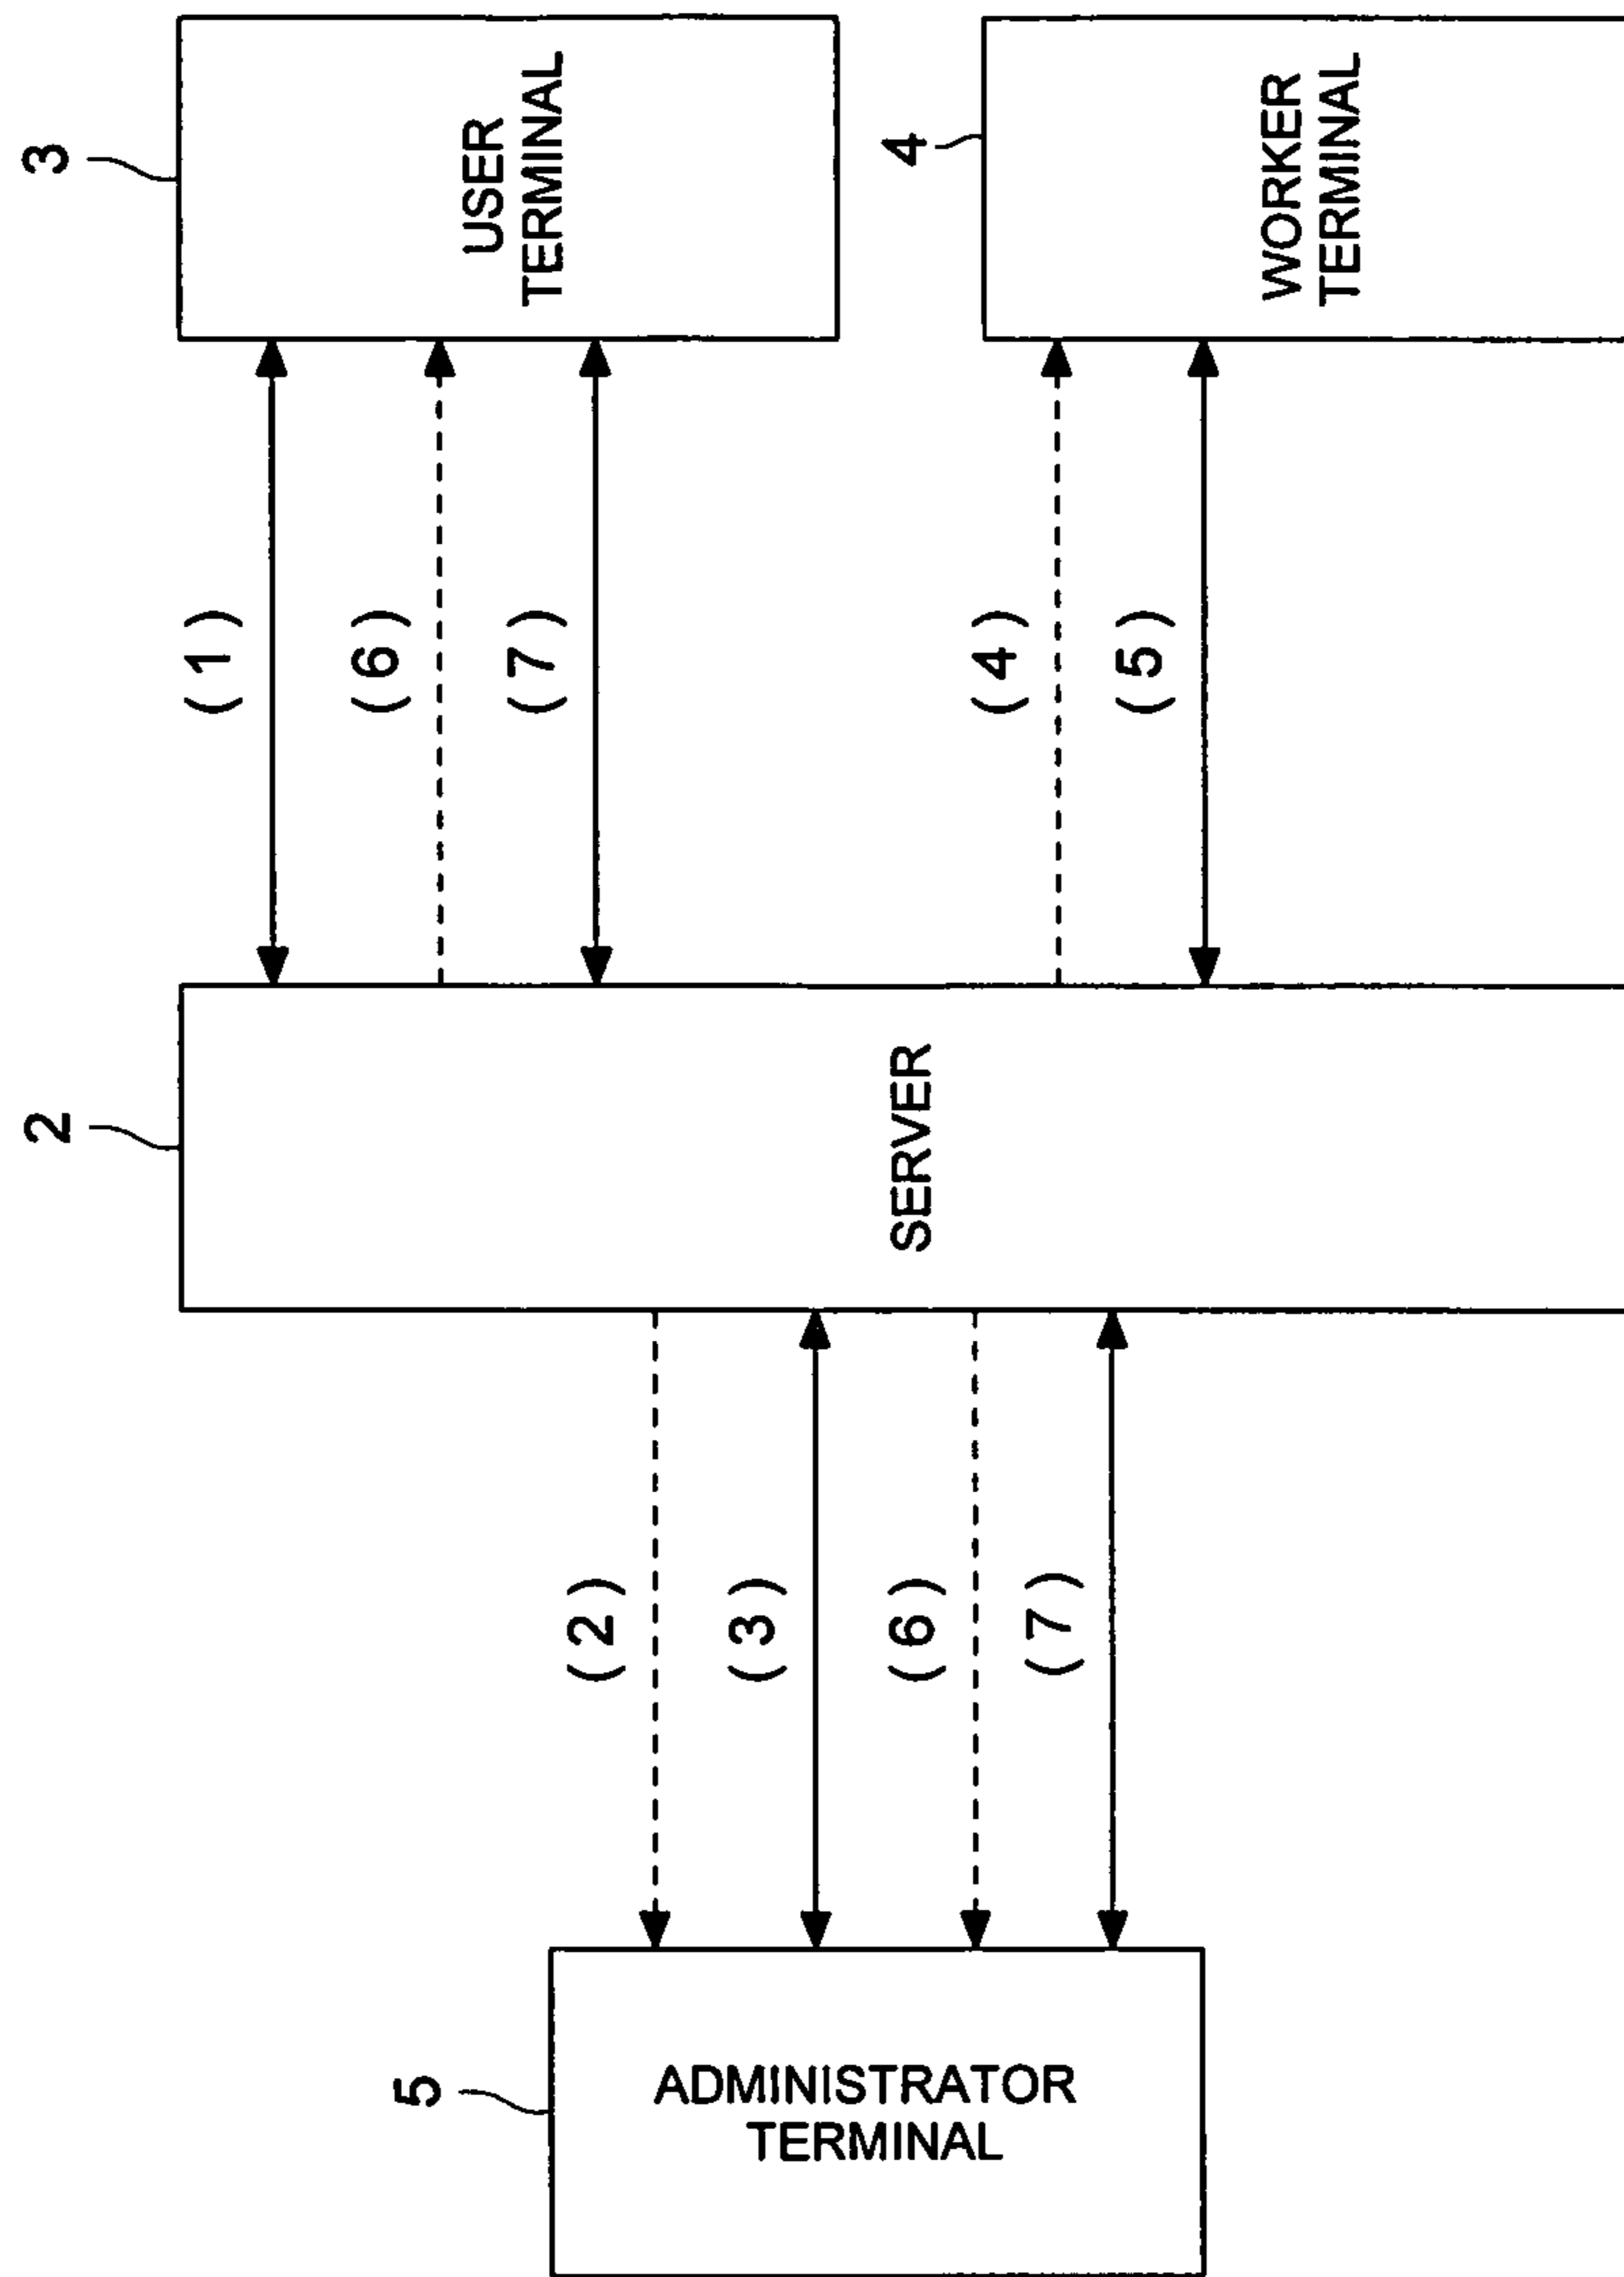 3
USER
TERMINAL
4
WORKER
TERMINAL
( 1 )
( 6 )
( 7 )
( 4 )
( 5 )
2
SERVER
( 2 )
( 3 )
( 6 )
( 7 )
5
ADMINISTRATOR
TERMINAL